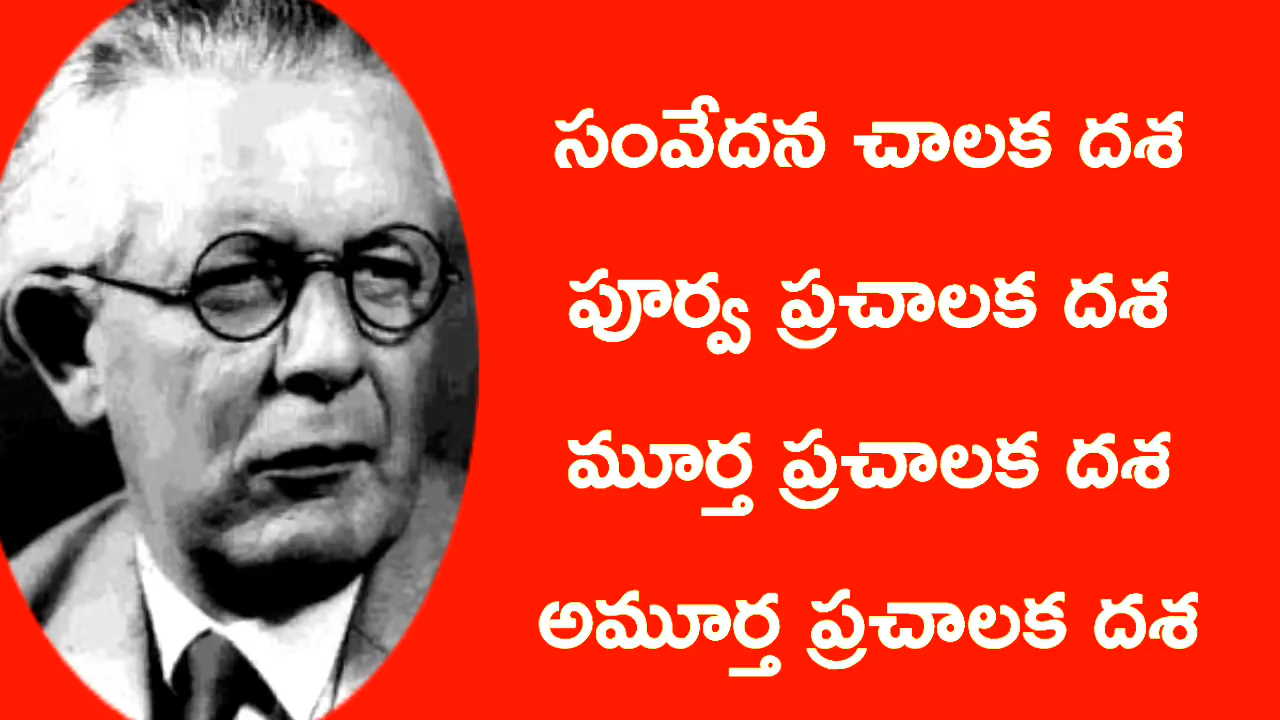 సంవేదన చాలక దశ
పూర్వ ప్రచాలక దశ
మూర్త ప్రచాలక దశ
అమూర్త ప్రచాలక దశ